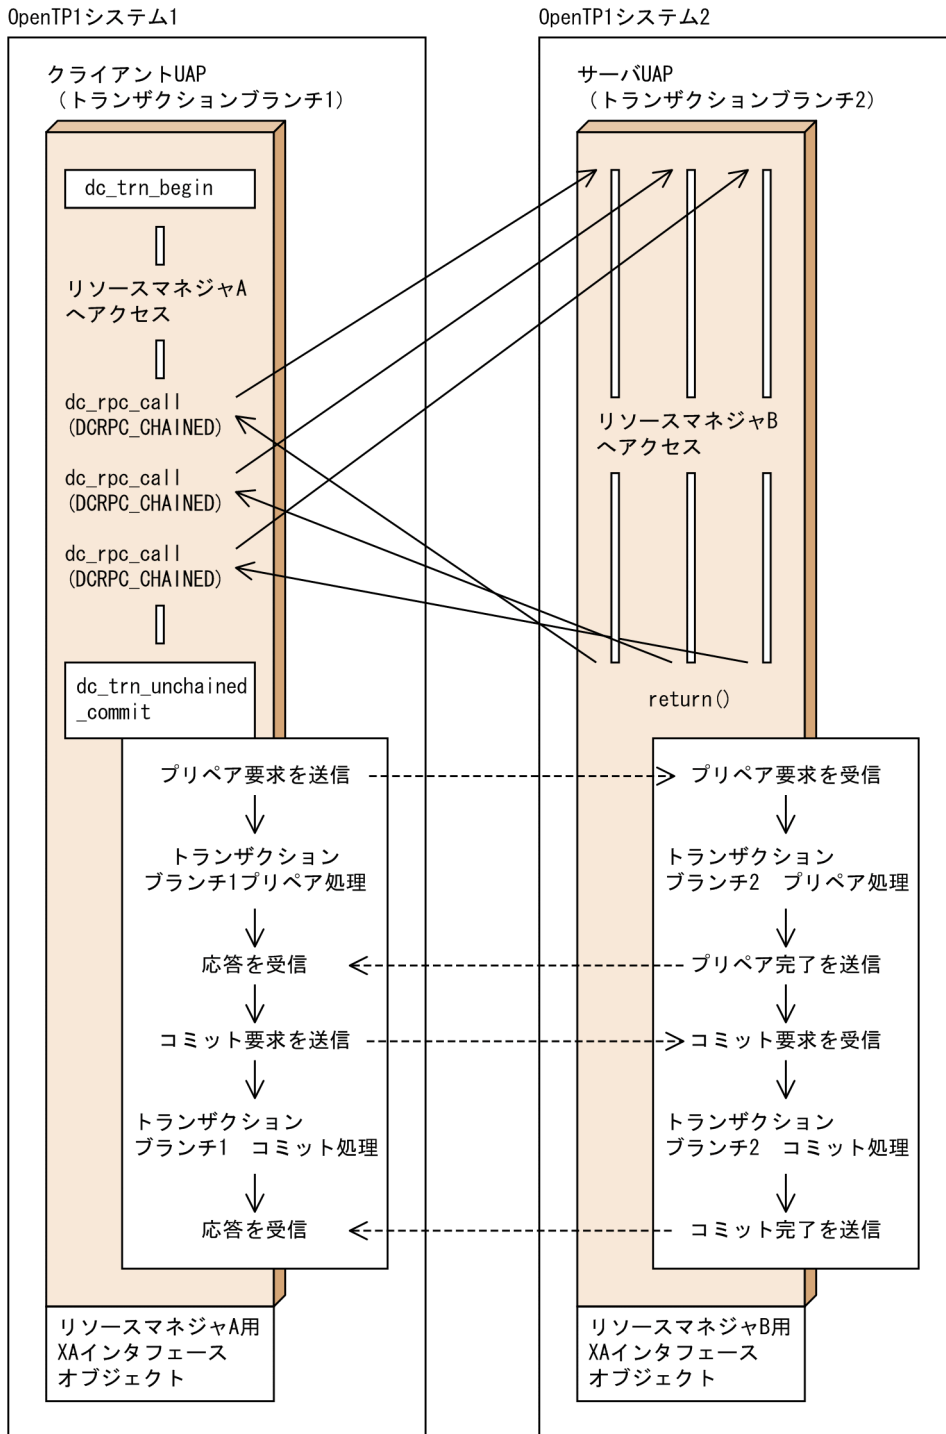 OpenTP1システム1
クライアントUAP
(トランザクションブランチ1)
dc_trn_begin
リソースマネジャA
へアクセス
dc_rpc_call
(DCRPC_CHAINED)
dc_rpc_call
(DCRPC_CHAINED)
dc_rpc_call
(DCRPC_CHAINED)
dc_trn_unchained
_commit
プリペア要求を送信
トランザクション
ブランチ1プリペア処理
応答を受信
コミット要求を送信
トランザクション
ブランチ1　コミット処理
応答を受信
リソースマネジャA用
XAインタフェース
オブジェクト
OpenTP1システム2
サーバUAP
(トランザクションブランチ2)
リソースマネジャB
へアクセス
return()
プリペア要求を受信
トランザクション
ブランチ2　プリペア処理
プリペア完了を送信
コミット要求を受信
トランザクション
ブランチ2　コミット処理
コミット完了を送信
リソースマネジャB用
XAインタフェース
オブジェクト